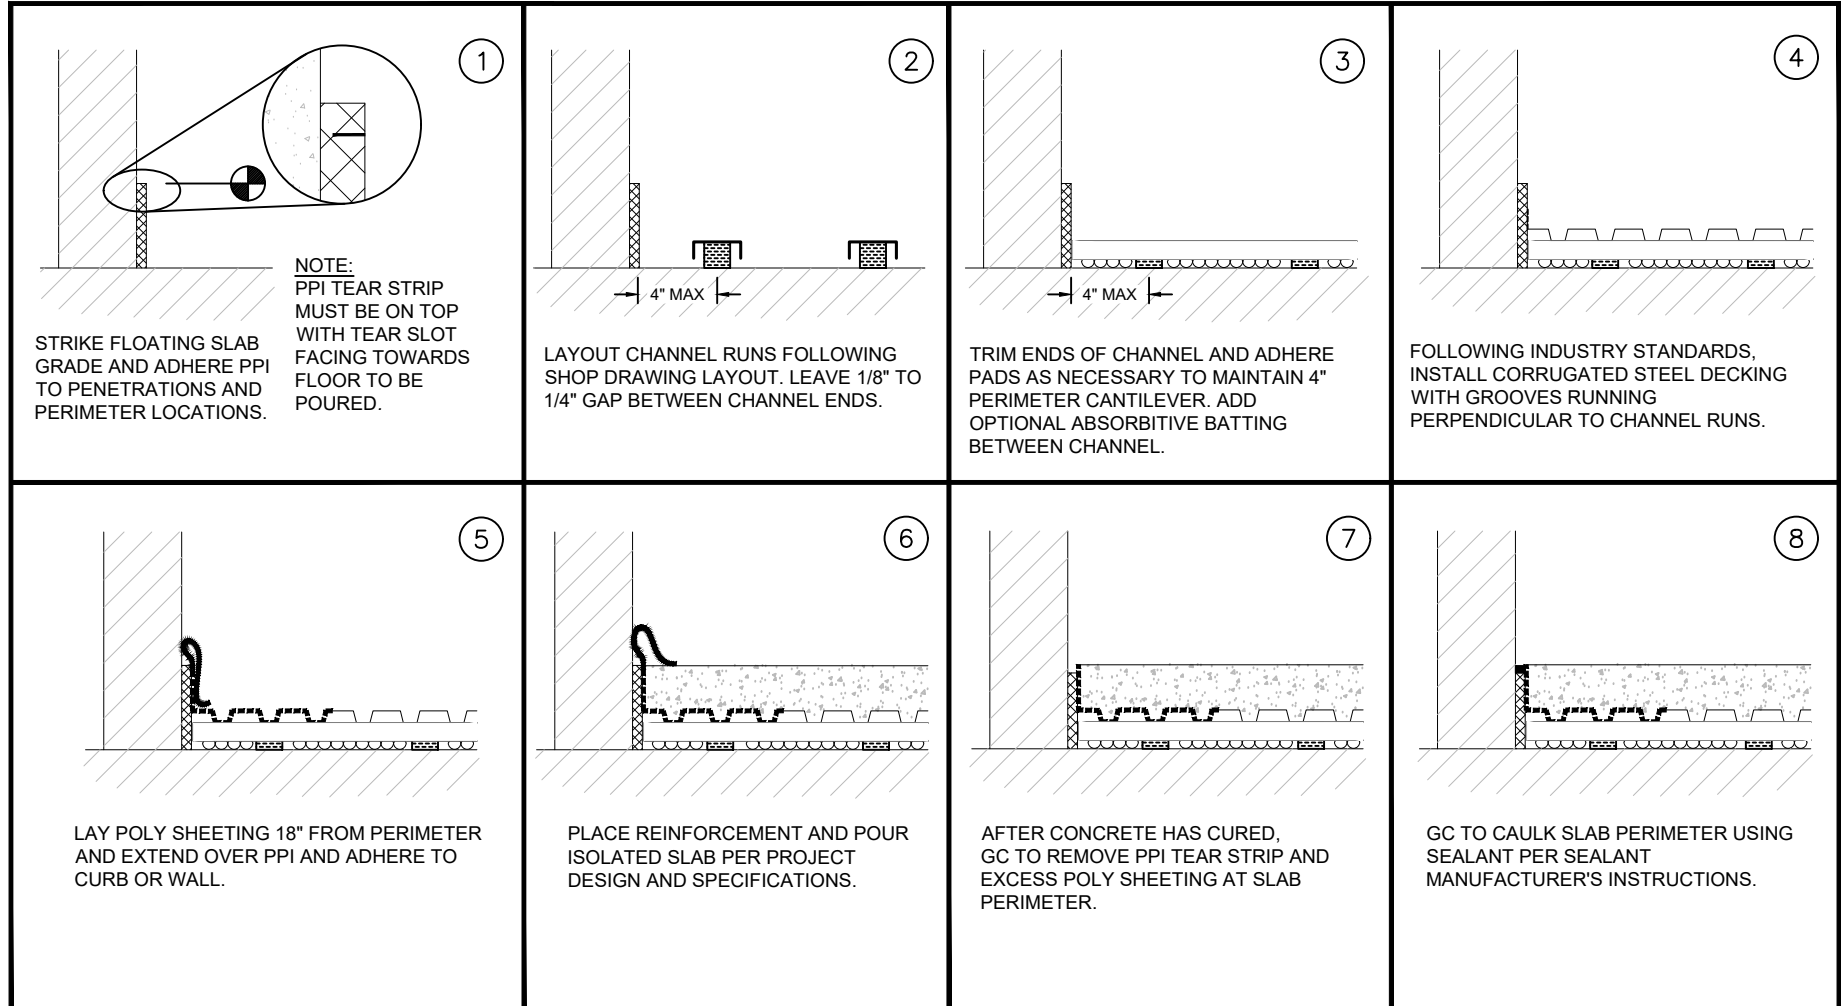 1
NOTE:
PPI TEAR STRIP
MUST BE ON TOP
WITH TEAR SLOT
FACING TOWARDS
FLOOR TO BE
POURED.
STRIKE FLOATING SLAB
GRADE AND ADHERE PPI
TO PENETRATIONS AND
PERIMETER LOCATIONS.
2
4" MAX
LAYOUT CHANNEL RUNS FOLLOWING
SHOP DRAWING LAYOUT. LEAVE 1/8" TO
1/4" GAP BETWEEN CHANNEL ENDS.
3
4" MAX
TRIM ENDS OF CHANNEL AND ADHERE
PADS AS NECESSARY TO MAINTAIN 4"
PERIMETER CANTILEVER. ADD
OPTIONAL ABSORBITIVE BATTING
BETWEEN CHANNEL.
4
FOLLOWING INDUSTRY STANDARDS,
INSTALL CORRUGATED STEEL DECKING
WITH GROOVES RUNNING
PERPENDICULAR TO CHANNEL RUNS.
5
LAY POLY SHEETING 18" FROM PERIMETER
AND EXTEND OVER PPI AND ADHERE TO
CURB OR WALL.
6
PLACE REINFORCEMENT AND POUR
ISOLATED SLAB PER PROJECT
DESIGN AND SPECIFICATIONS.
7
AFTER CONCRETE HAS CURED,
GC TO REMOVE PPI TEAR STRIP AND
EXCESS POLY SHEETING AT SLAB
PERIMETER.
8
GC TO CAULK SLAB PERIMETER USING
SEALANT PER SEALANT
MANUFACTURER'S INSTRUCTIONS.